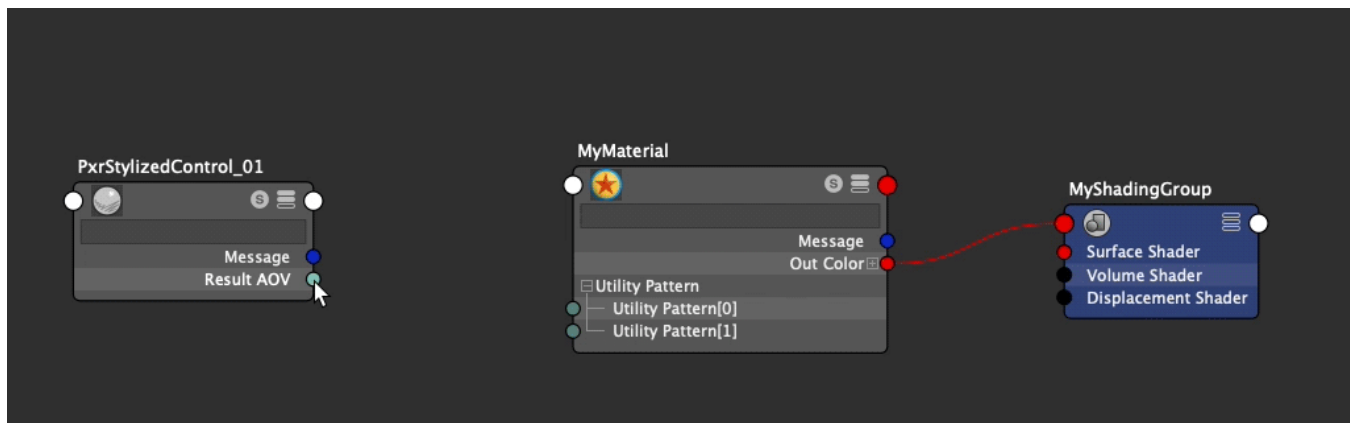 PxrStylizedControl_01
S
Message
Result AOV
MyMaterial
S
Message
Out Color
Utility Pattern
Utility Pattern[0]
Utility Pattern[1]
MyShadingGroup
Surface Shader
Volume Shader
Displacement Shader